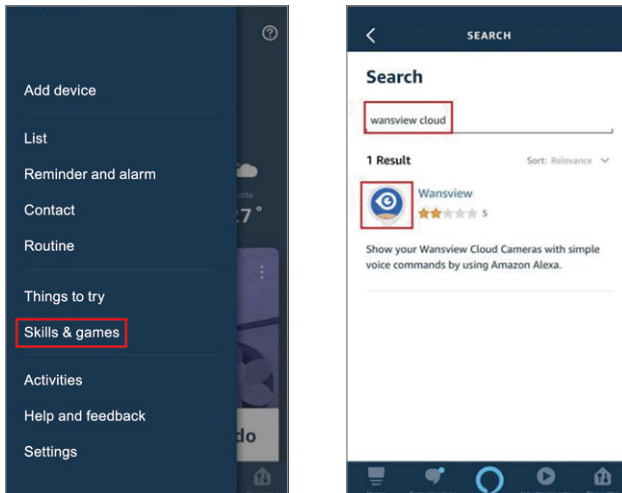 Add device
List
Reminder and alarm
Contact
Routine
Things to try
Skills & games
Activities
Help and feedback
Settings
7°
do
SEARCH
Search
wansview cloud
1 Result
Sort: Relevance
Wansview
5
Show your Wansview Cloud Cameras with simple
voice commands by using Amazon Alexa.